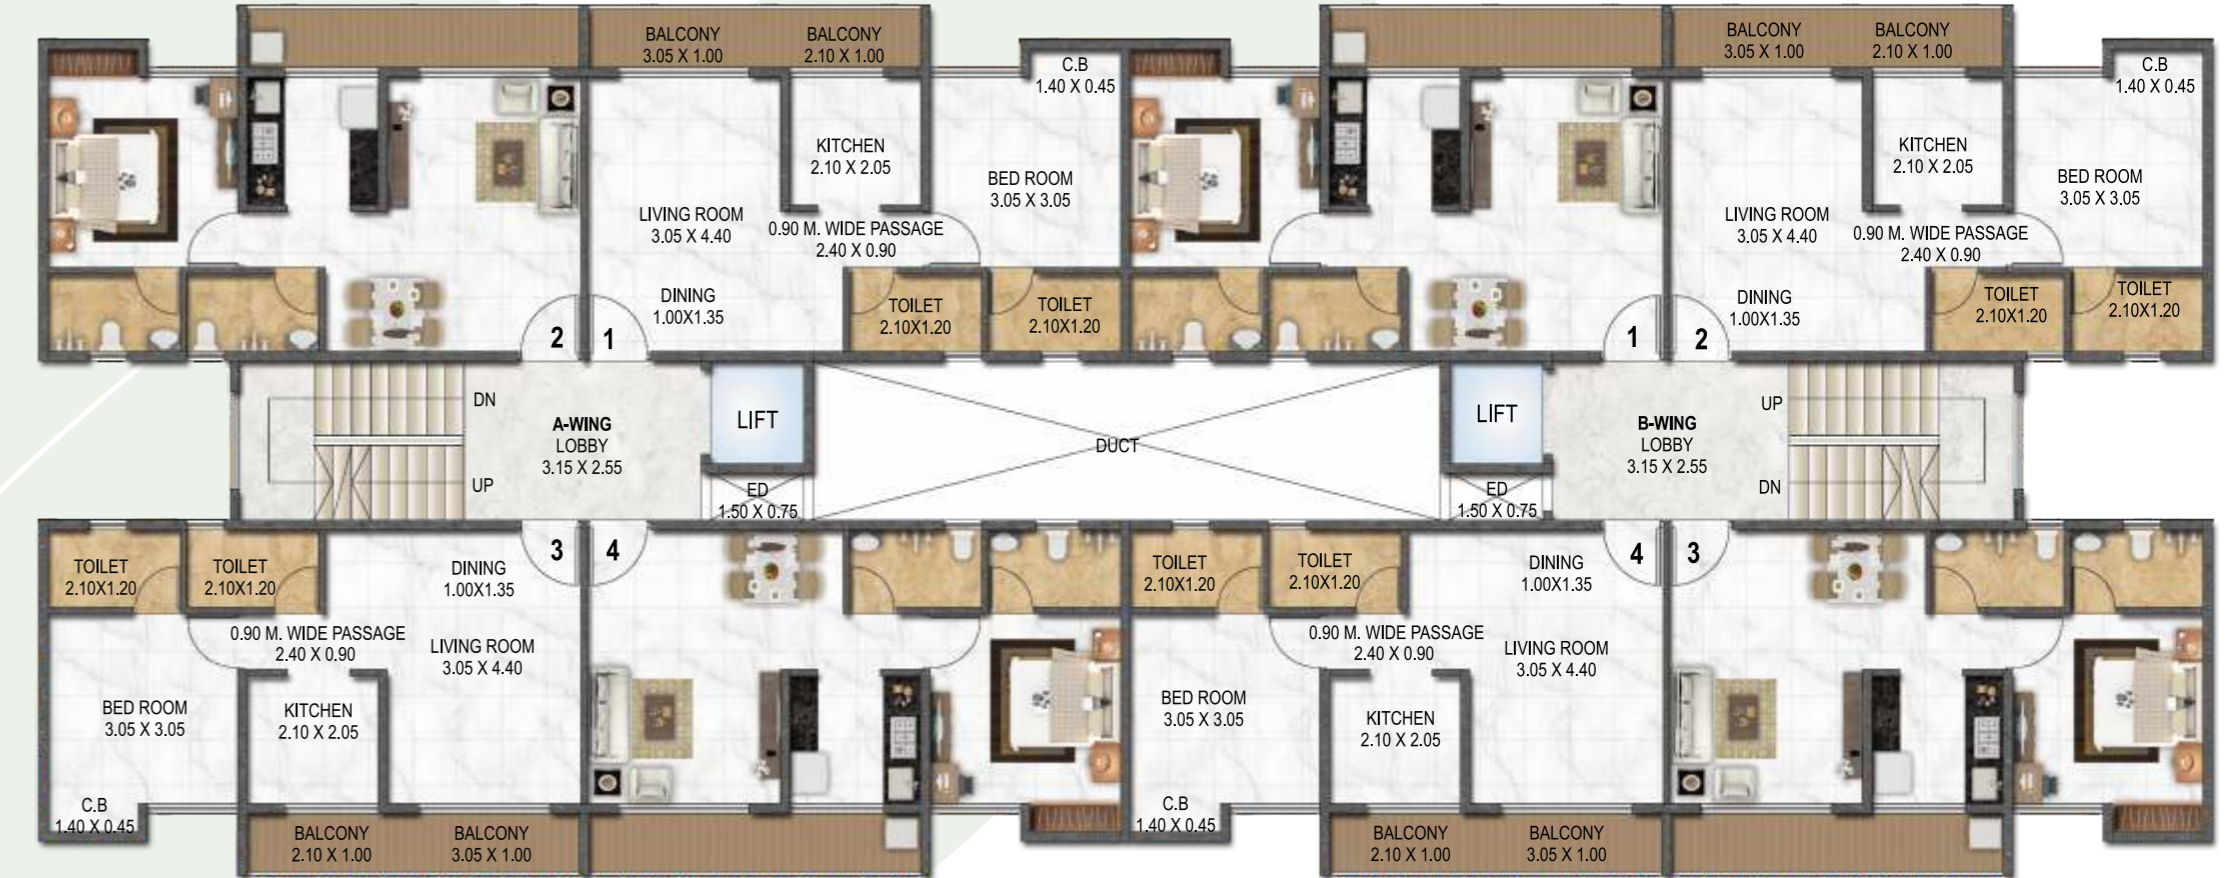 BALCONY
3.05 X 1.00
BALCONY
2.10 X 1.00
C.B
1.40 X 0.45
KITCHEN
2.10 X 2.05
BED ROOM
3.05 X 3.05
LIVING ROOM
3.05 X 4.40
0.90 M. WIDE PASSAGE
2.40 X 0.90
DINING
1.00X1.35
TOILET
2.10X1.20
TOILET
2.10X1.20
2
1
BALCONY
3.05 X 1.00
BALCONY
2.10 X 1.00
C.B
1.40 X 0.45
KITCHEN
2.10 X 2.05
BED ROOM
3.05 X 3.05
LIVING ROOM
3.05 X 4.40
0.90 M. WIDE PASSAGE
2.40 X 0.90
DINING
1.00X1.35
TOILET
2.10X1.20
TOILET
2.10X1.20
1
2
DN
UP
A-WING
LOBBY
3.15 X 2.55
LIFT
ED
1.50 X 0.75
DUCT
LIFT
ED
1.50 X 0.75
B-WING
LOBBY
3.15 X 2.55
UP
DN
3
4
TOILET
2.10X1.20
TOILET
2.10X1.20
DINING
1.00X1.35
0.90 M. WIDE PASSAGE
2.40 X 0.90
LIVING ROOM
3.05 X 4.40
BED ROOM
3.05 X 3.05
KITCHEN
2.10 X 2.05
C.B
1.40 X 0.45
BALCONY
2.10 X 1.00
BALCONY
3.05 X 1.00
4
3
TOILET
2.10X1.20
TOILET
2.10X1.20
DINING
1.00X1.35
0.90 M. WIDE PASSAGE
2.40 X 0.90
LIVING ROOM
3.05 X 4.40
BED ROOM
3.05 X 3.05
KITCHEN
2.10 X 2.05
C.B
1.40 X 0.45
BALCONY
2.10 X 1.00
BALCONY
3.05 X 1.00